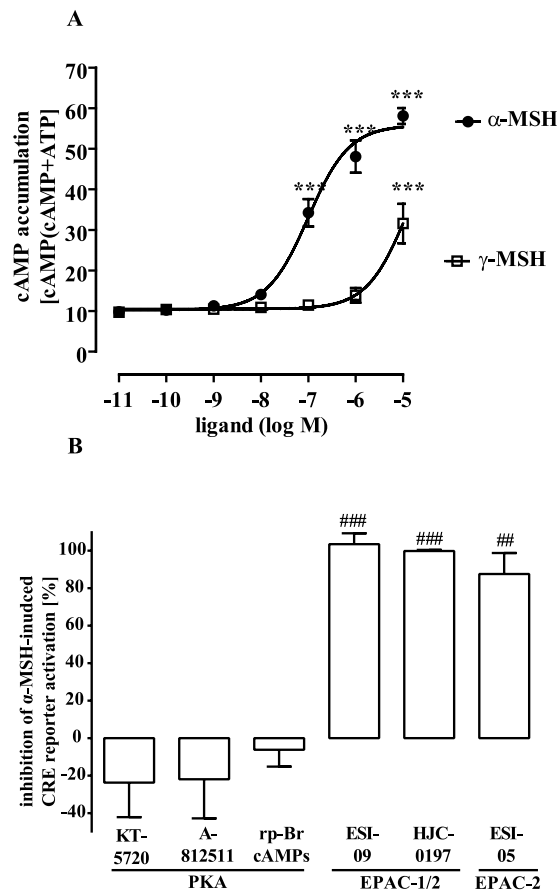 A
cAMP accumulation
[cAMP(cAMP+ATP]
70
60
50
40
30
20
10
0
***
***
***
***
α-MSH
γ-MSH
-11 -10 -9 -8 -7 -6 -5
ligand (log M)
B
inhibition of α-MSH-inudced
CRE reporter activation [%]
100
80
60
40
20
0
-20
-40
###
###
##
KT- A- rp-Br ESI- HJC- ESI-
5720 812511 cAMPs 09 0197 05
PKA EPAC-1/2 EPAC-2